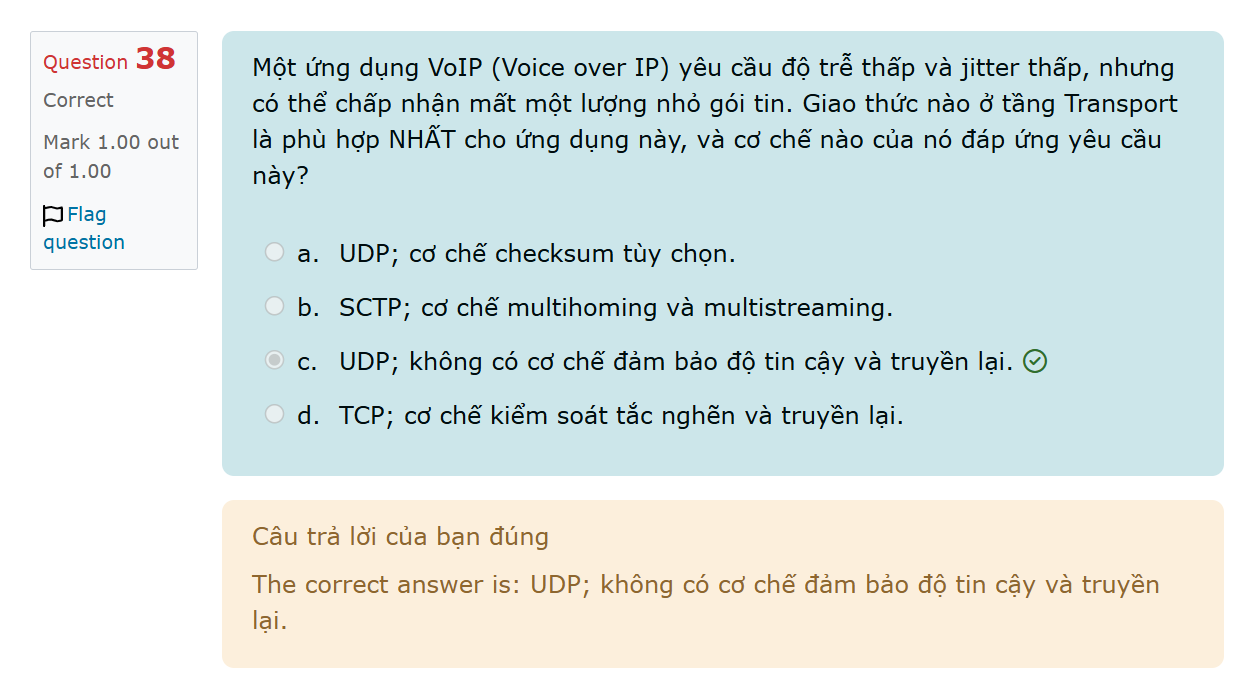 Question 38
Correct
Mark 1.00 out
of 1.00
Flag
question
Một ứng dụng VoIP (Voice over IP) yêu cầu độ trễ thấp và jitter thấp, nhưng
có thể chấp nhận mất một lượng nhỏ gói tin. Giao thức nào ở tầng Transport
là phù hợp NHẤT cho ứng dụng này, và cơ chế nào của nó đáp ứng yêu cầu
này?
a. UDP; cơ chế checksum tùy chọn.
b. SCTP; cơ chế multihoming và multistreaming.
c. UDP; không có cơ chế đảm bảo độ tin cậy và truyền lại.
d. TCP; cơ chế kiểm soát tắc nghẽn và truyền lại.
Câu trả lời của bạn đúng
The correct answer is: UDP; không có cơ chế đảm bảo độ tin cậy và truyền
lại.